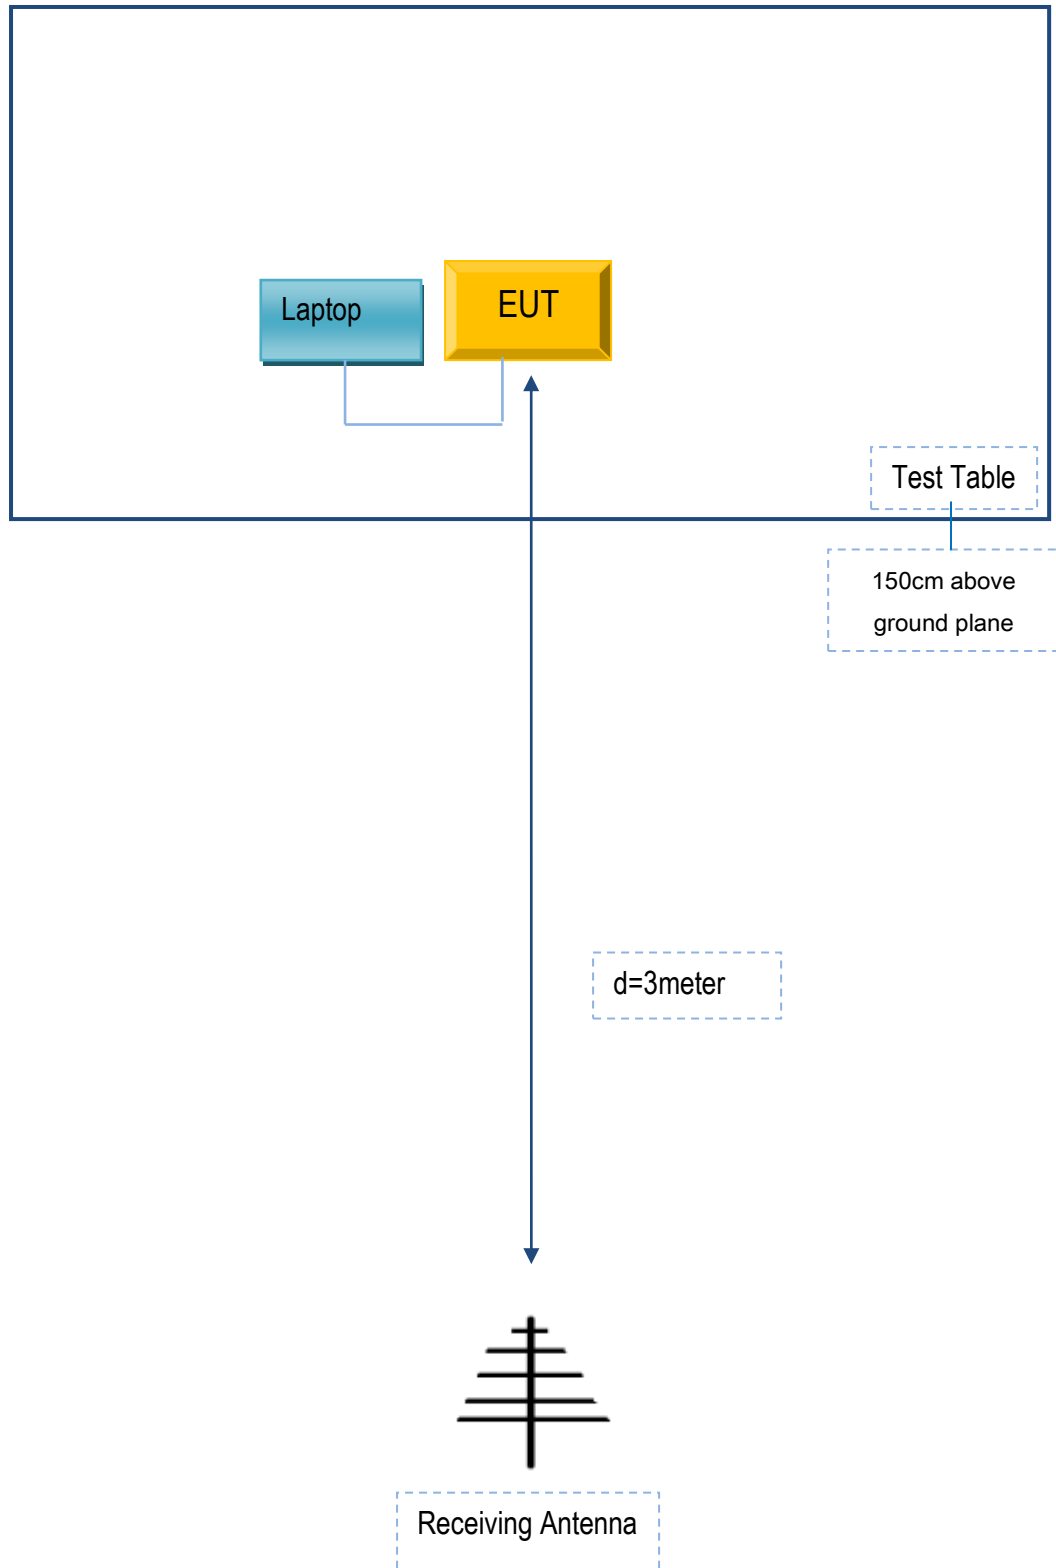 Laptop
EUT
Test Table
150cm above
ground plane
d=3meter
Receiving Antenna